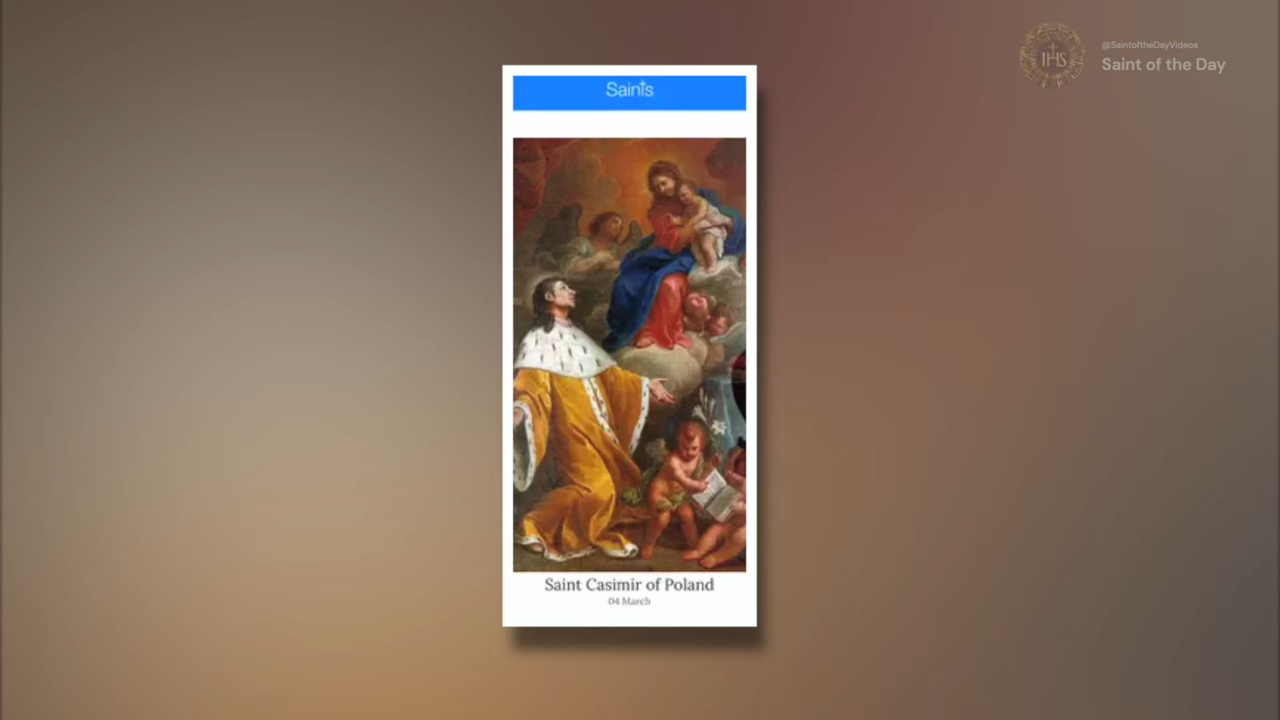 @SaintoftheDayVideos
IHS
Saint of the Day
Saints
Saint Casimir of Poland
04 March